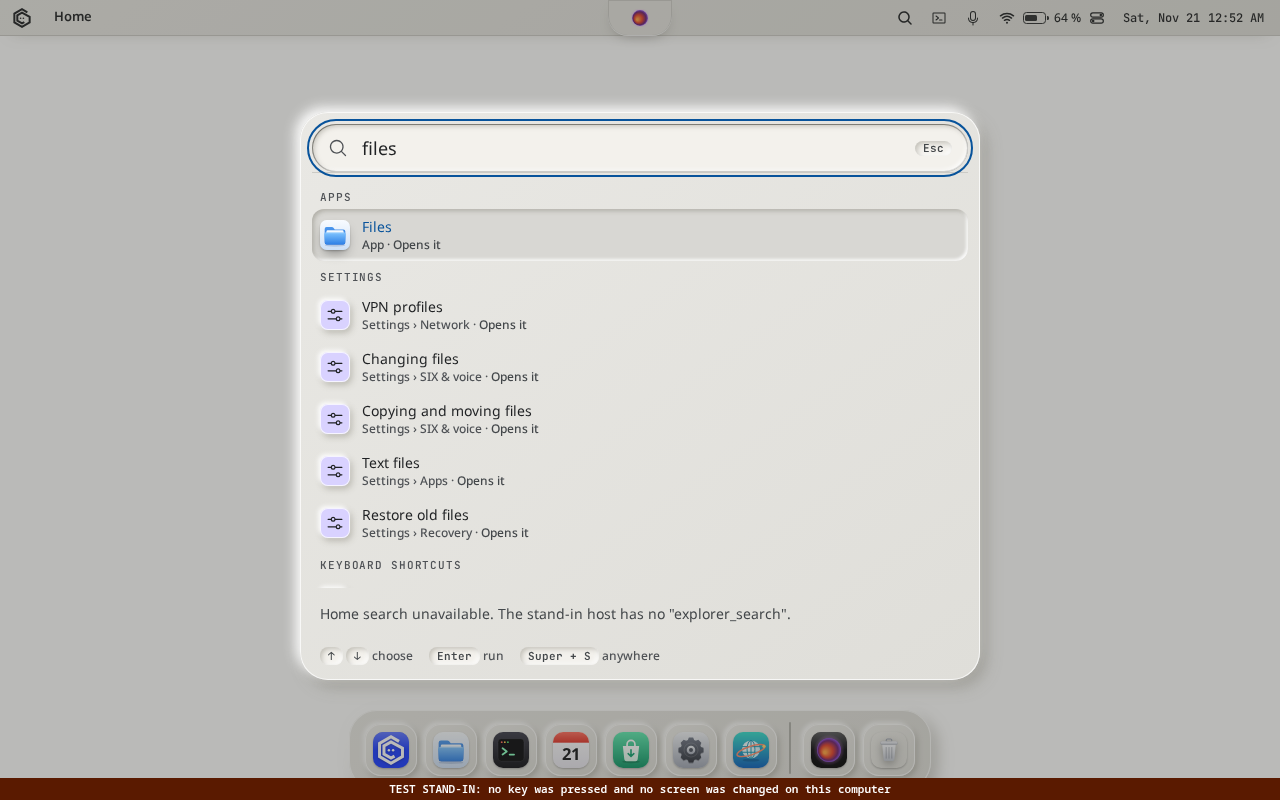 Home
64 %
Sat, Nov 21 12:52 AM
files
Esc
APPS
Files
App · Opens it
SETTINGS
VPN profiles
Settings › Network · Opens it
Changing files
Settings › SIX & voice · Opens it
Copying and moving files
Settings › SIX & voice · Opens it
Text files
Settings › Apps · Opens it
Restore old files
Settings › Recovery · Opens it
KEYBOARD SHORTCUTS
Home search unavailable. The stand-in host has no "explorer_search".
↑ ↓ choose Enter run Super + S anywhere
21
TEST STAND-IN: no key was pressed and no screen was changed on this computer